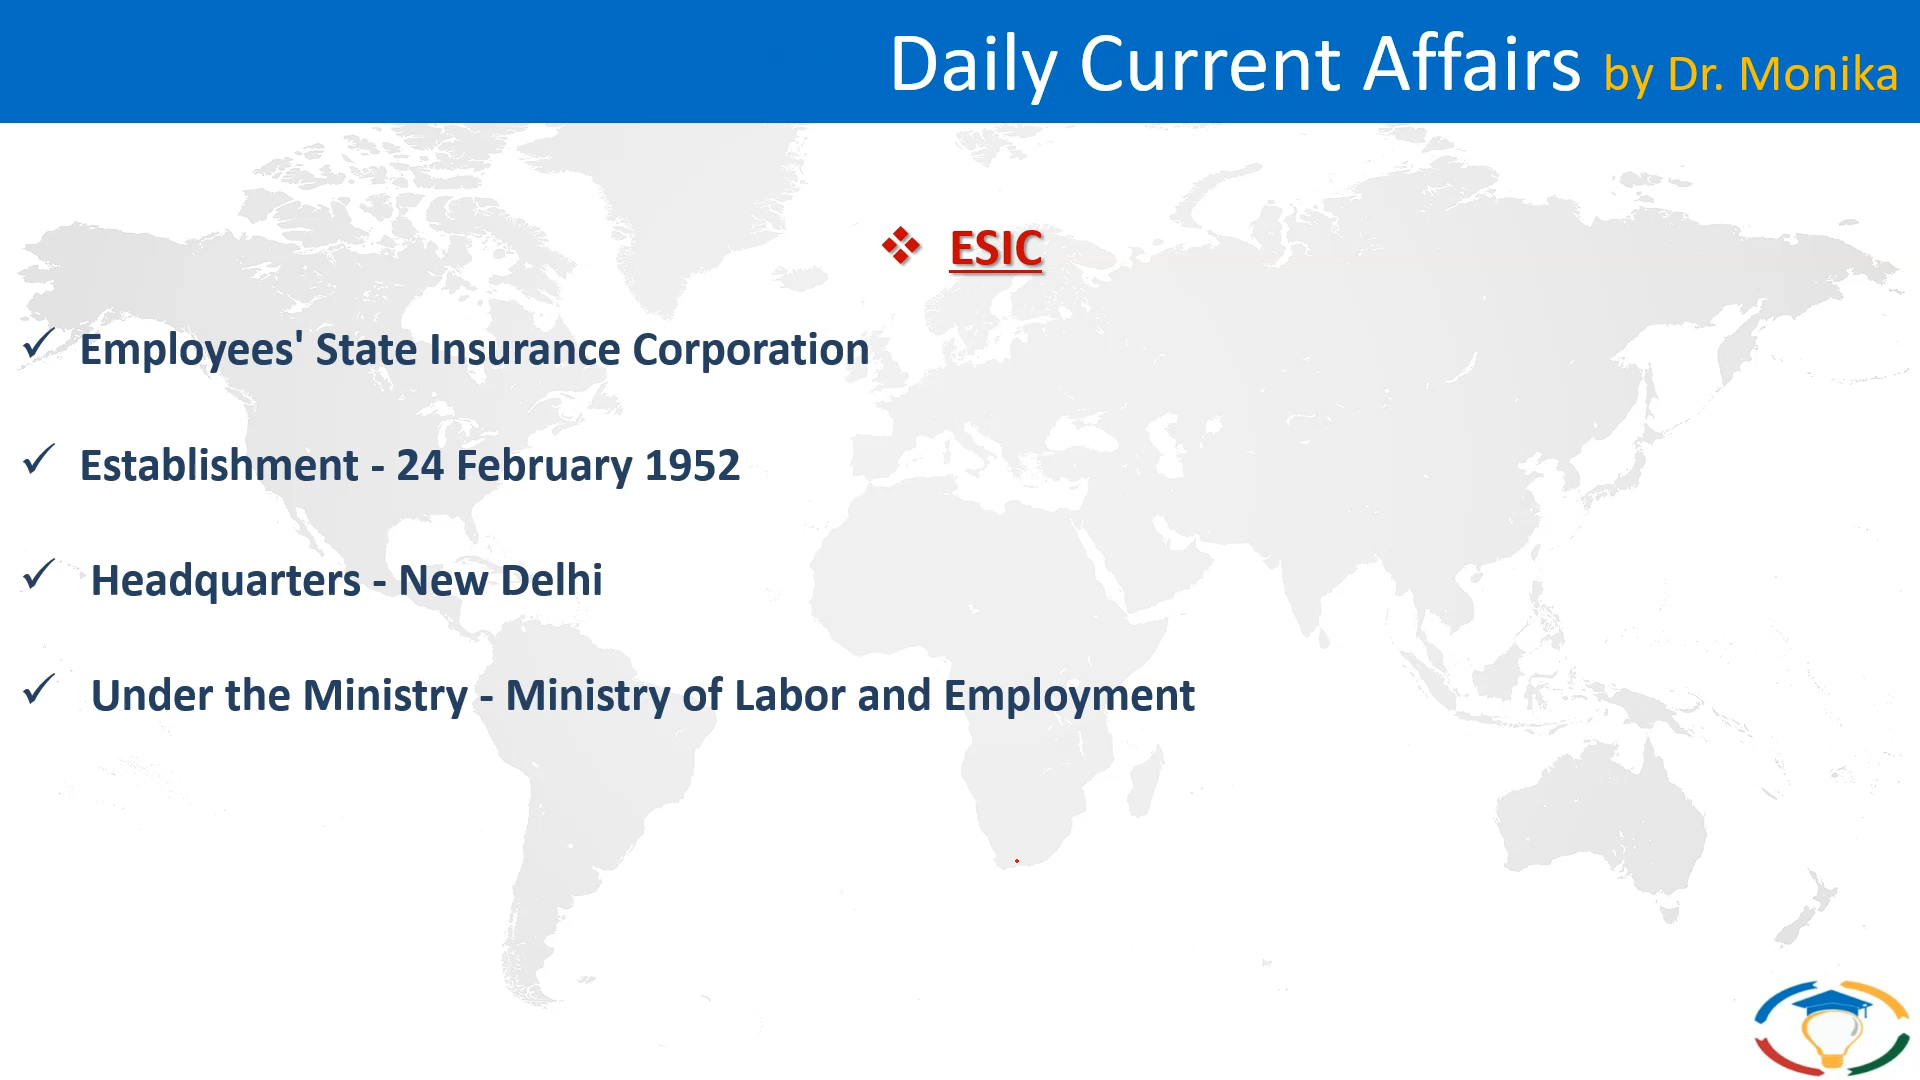 Daily Current Affairs by Dr. Monika
❖ ESIC
✓ Employees' State Insurance Corporation
✓ Establishment - 24 February 1952
✓ Headquarters - New Delhi
✓ Under the Ministry - Ministry of Labor and Employment